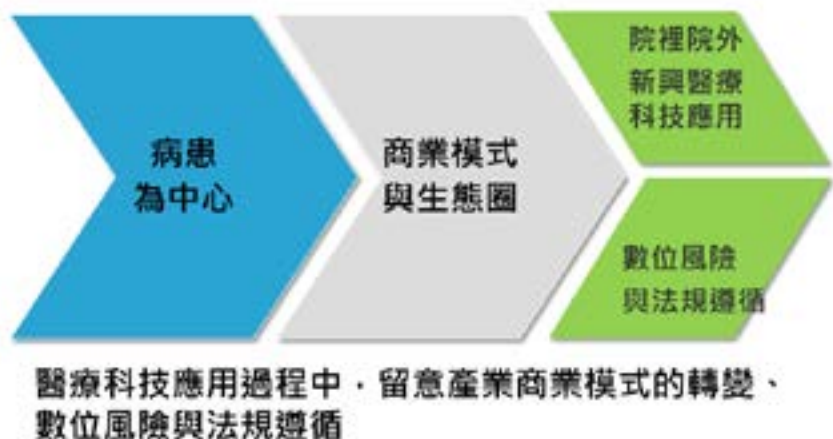 病患
為中心
商業模式
與生態圈
院裡院外
新興醫療
科技應用
數位風險
與法規遵循
醫療科技應用過程中，留意產業商業模式的轉變、
數位風險與法規遵循